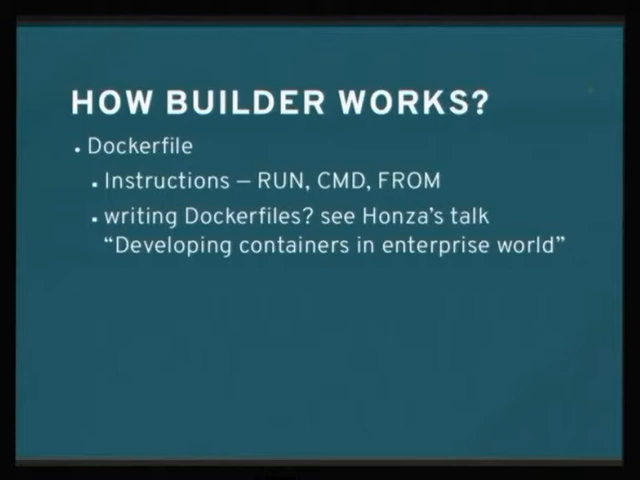 HOW BUILDER WORKS?
• Dockerfile
• Instructions – RUN, CMD, FROM
• writing Dockerfiles? see Honza's talk
“Developing containers in enterprise world”